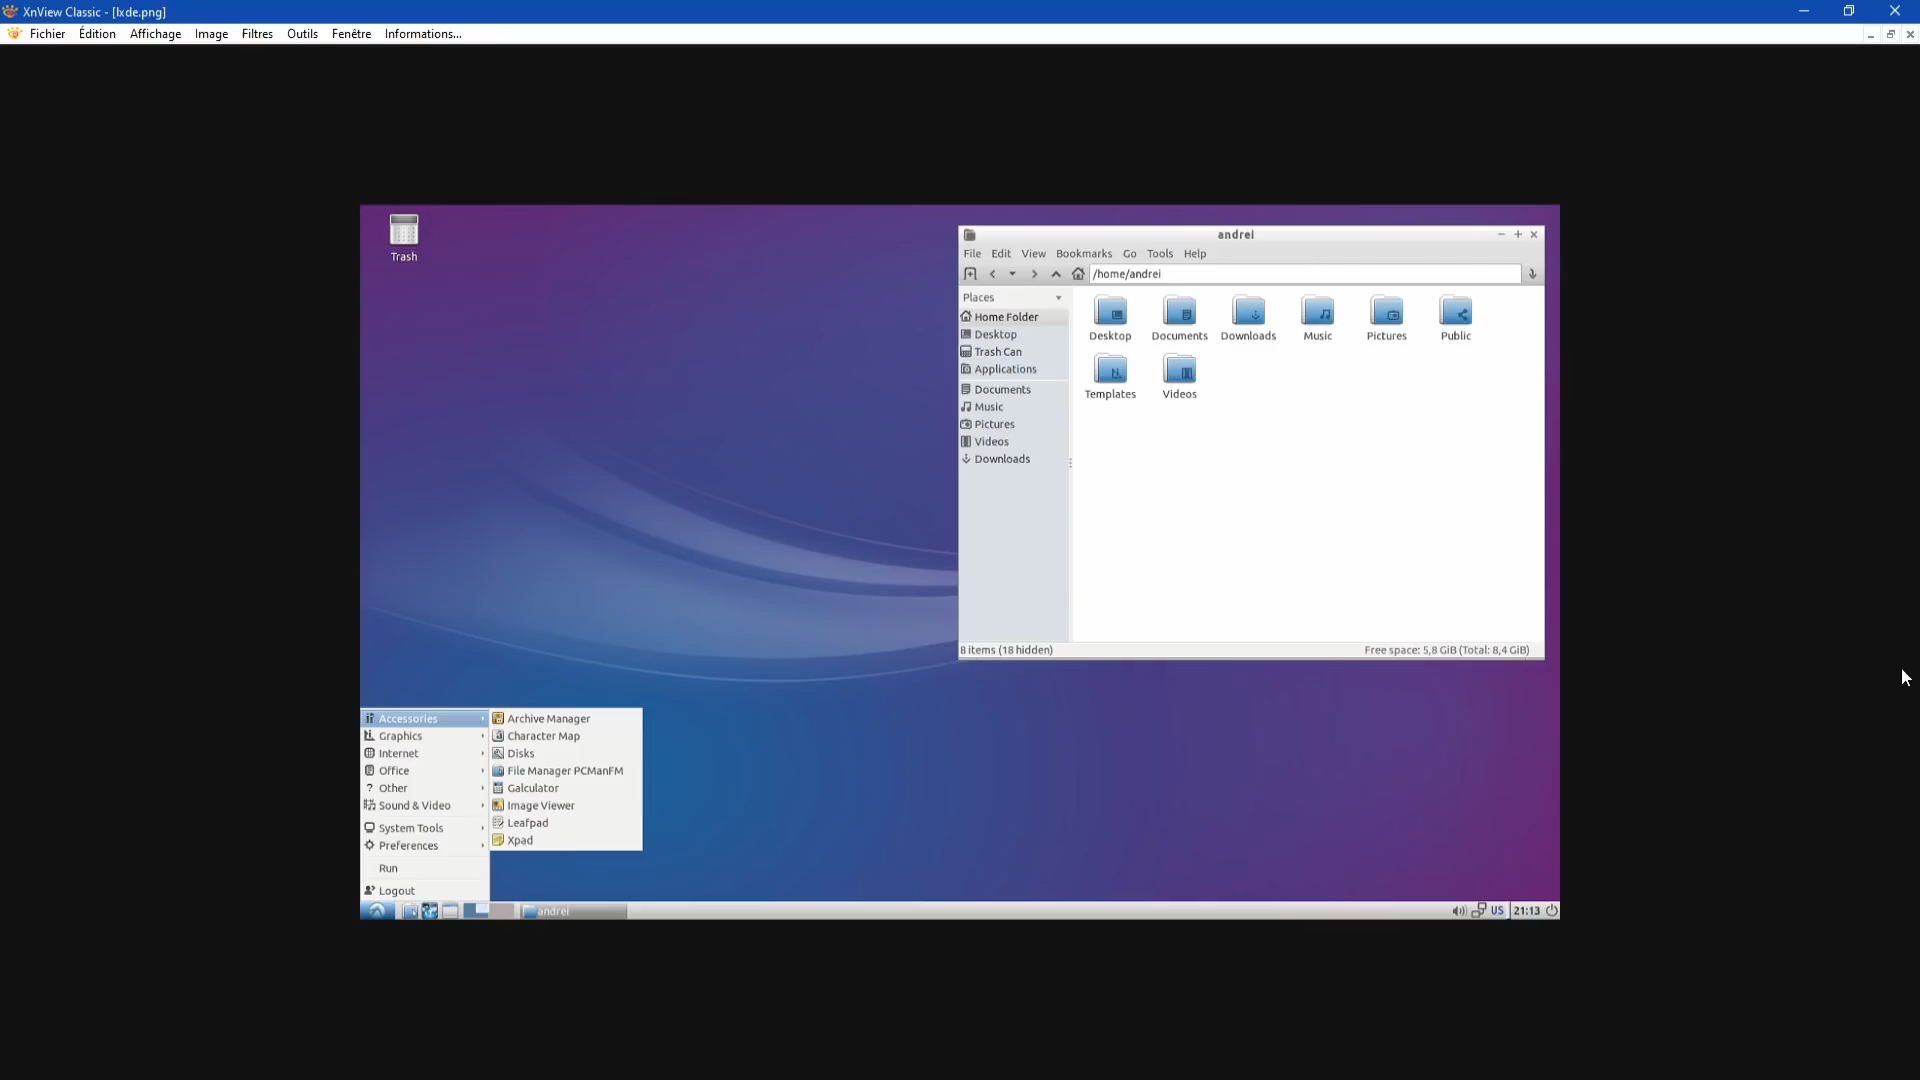 XnView Classic - [lxde.png]
Fichier Édition Affichage Image Filtres Outils Fenêtre Informations...
Trash
andrei
File Edit View Bookmarks Go Tools Help
/home/andrei
Places
Home Folder
Desktop
Trash Can
Applications
Documents
Music
Pictures
Videos
Downloads
Desktop Documents Downloads Music Pictures Public
Templates Videos
8 items (18 hidden) Free space: 5,8 GiB (Total: 8,4 GiB)
Accessories
Graphics
Internet
Office
Other
Sound & Video
System Tools
Preferences
Run
Logout
Archive Manager
Character Map
Disks
File Manager PCManFM
Galculator
Image Viewer
Leafpad
Xpad
andrei US 21:13